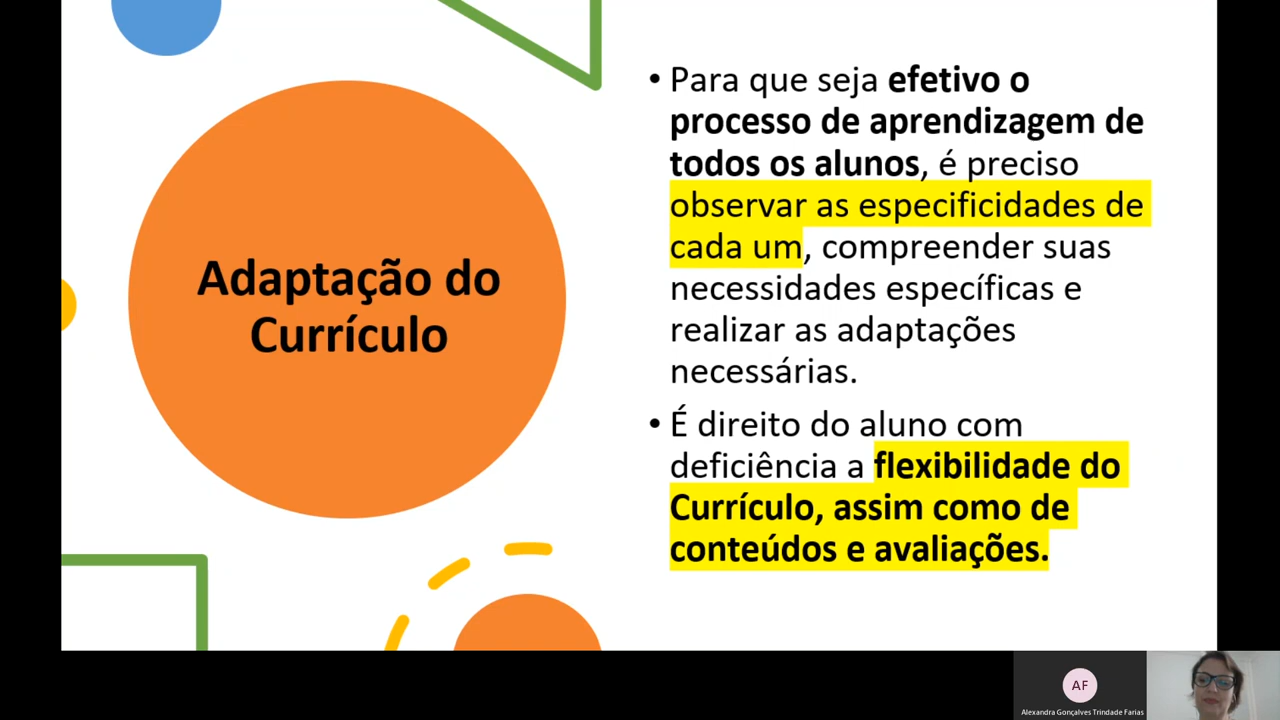 Adaptação do
Currículo
• Para que seja efetivo o
processo de aprendizagem de
todos os alunos, é preciso
observar as especificidades de
cada um, compreender suas
necessidades específicas e
realizar as adaptações
necessárias.
• É direito do aluno com
deficiência a flexibilidade do
Currículo, assim como de
conteúdos e avaliações.
AF
Alexandra Gonçalves Trindade Farias